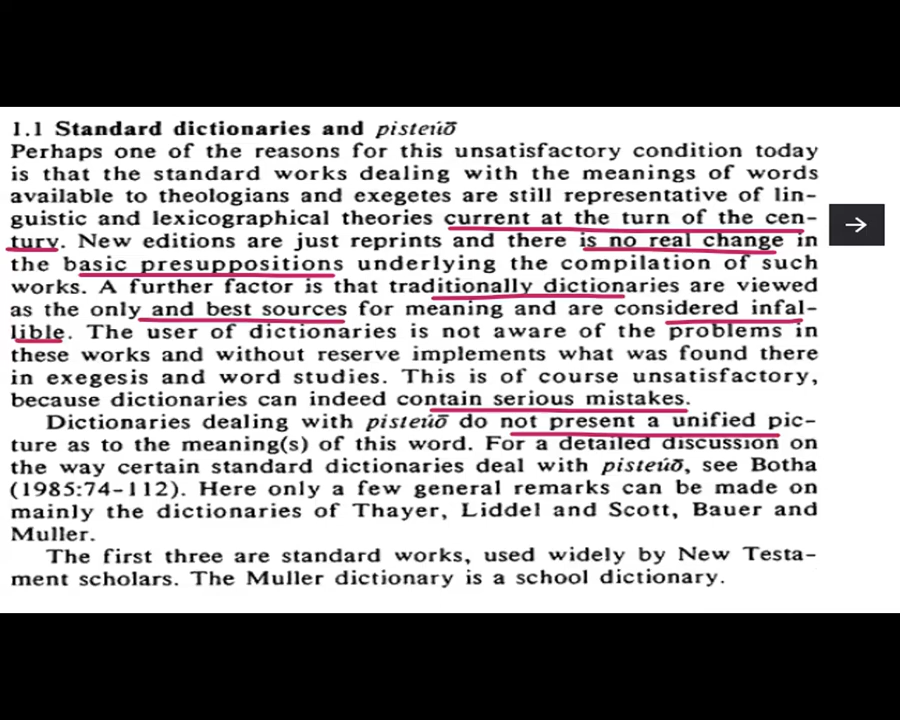 1.1 Standard dictionaries and pisteúō
Perhaps one of the reasons for this unsatisfactory condition today
is that the standard works dealing with the meanings of words
available to theologians and exegetes are still representative of lin-
guistic and lexicographical theories current at the turn of the cen-
tury. New editions are just reprints and there is no real change in
the basic presuppositions underlying the compilation of such
works. A further factor is that traditionally dictionaries are viewed
as the only and best sources for meaning and are considered infal-
lible. The user of dictionaries is not aware of the problems in
these works and without reserve implements what was found there
in exegesis and word studies. This is of course unsatisfactory,
because dictionaries can indeed contain serious mistakes.
Dictionaries dealing with pisteúō do not present a unified pic-
ture as to the meaning(s) of this word. For a detailed discussion on
the way certain standard dictionaries deal with pisteúō, see Botha
(1985:74-112). Here only a few general remarks can be made on
mainly the dictionaries of Thayer, Liddel and Scott, Bauer and
Muller.
The first three are standard works, used widely by New Testa-
ment scholars. The Muller dictionary is a school dictionary.